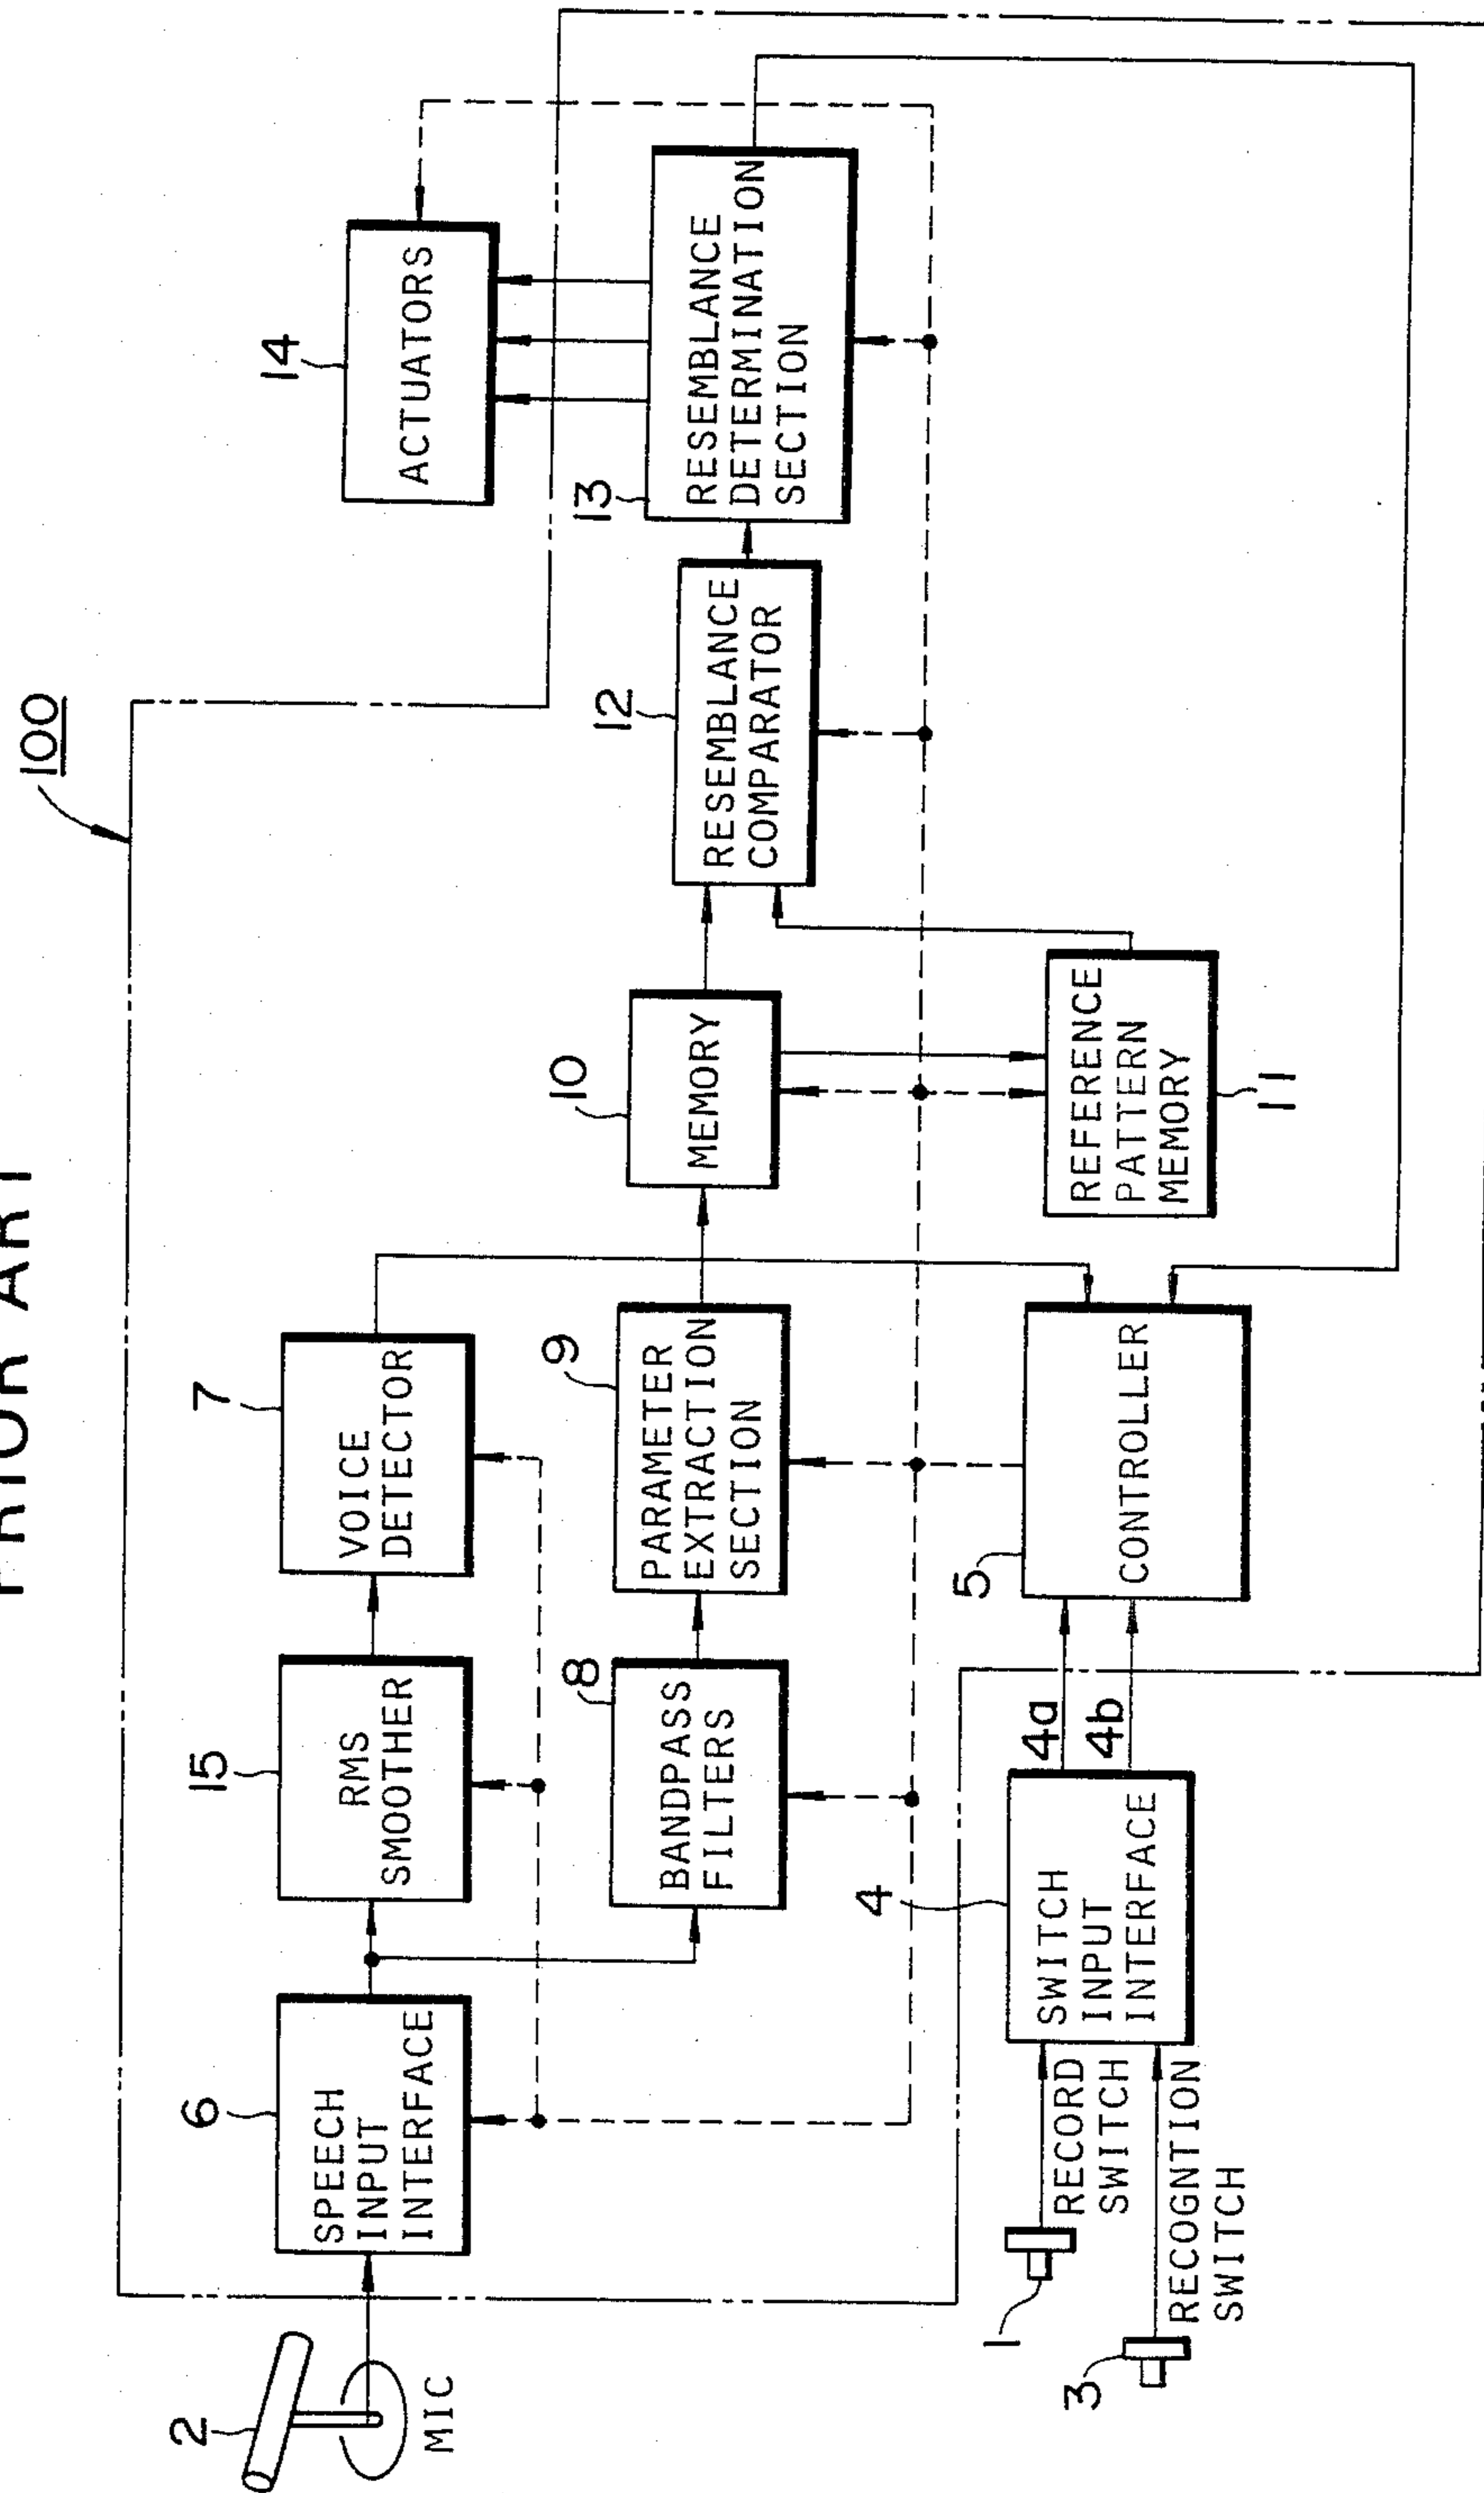 PRIOR ART
100
2
MIC
6
SPEECH
INPUT
INTERFACE
15
RMS
SMOOTHER
7
VOICE
DETECTOR
8
BANDPASS
FILTERS
9
PARAMETER
EXTRACTION
SECTION
10
MEMORY
12
RESEMBLANCE
COMPARATOR
13
RESEMBLANCE
DETERMINATION
SECTION
14
ACTUATORS
1
RECORD
SWITCH
3
RECOGNTION
SWITCH
4
SWITCH
INPUT
INTERFACE
4a
4b
5
CONTROLLER
REFERENCE
PATTERN
MEMORY
11